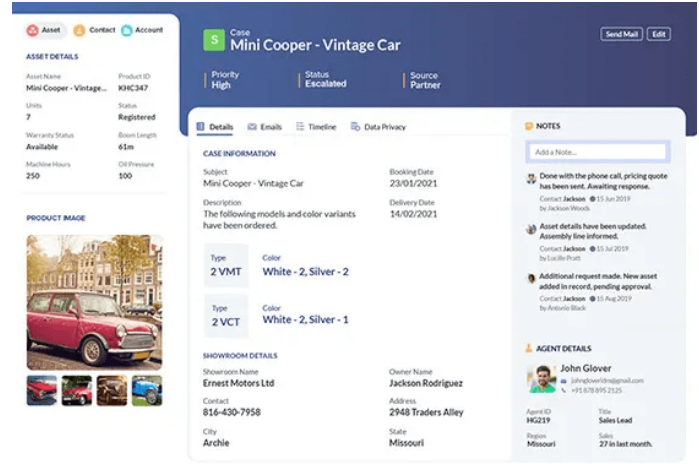 Asset
Contact
Account
ASSET DETAILS
Asset Name
Product ID
Mini Cooper - Vintage...
KHC347
Units
Status
7
Registered
Warranty Status
Boom Length
Available
61m
Machine Hours
Oil Pressure
250
100
PRODUCT IMAGE
S
Case
Mini Cooper - Vintage Car
Send Mail
Edit
Priority
High
Status
Escalated
Source
Partner
Details
Emails
Timeline
Data Privacy
CASE INFORMATION
Subject
Booking Date
Mini Cooper - Vintage Car
23/01/2021
Description
Delivery Date
The following models and color variants
14/02/2021
have been ordered.
Type
Color
2 VMT
White - 2, Silver - 2
Type
Color
2 VCT
White - 2, Silver - 1
SHOWROOM DETAILS
Showroom Name
Owner Name
Ernest Motors Ltd
Jackson Rodriguez
Contact
Address
816-430-7958
2948 Traders Alley
City
State
Archie
Missouri
NOTES
Add a Note...
Done with the phone call, pricing quote
has been sent. Awaiting response.
Contact Jackson 15 Jun 2019
by Jackson Woods
Asset details have been updated.
Assembly line informed.
Contact Jackson 15 Jul 2019
by Lucille Pratt
Additional request made. New asset
added in record, pending approval.
Contact Jackson 15 Aug 2019
by Antonio Black
AGENT DETAILS
John Glover
+91 878 895 2125
Agent ID
Title
HG219
Sales Lead
Region
Sales
Missouri
27 in last month.